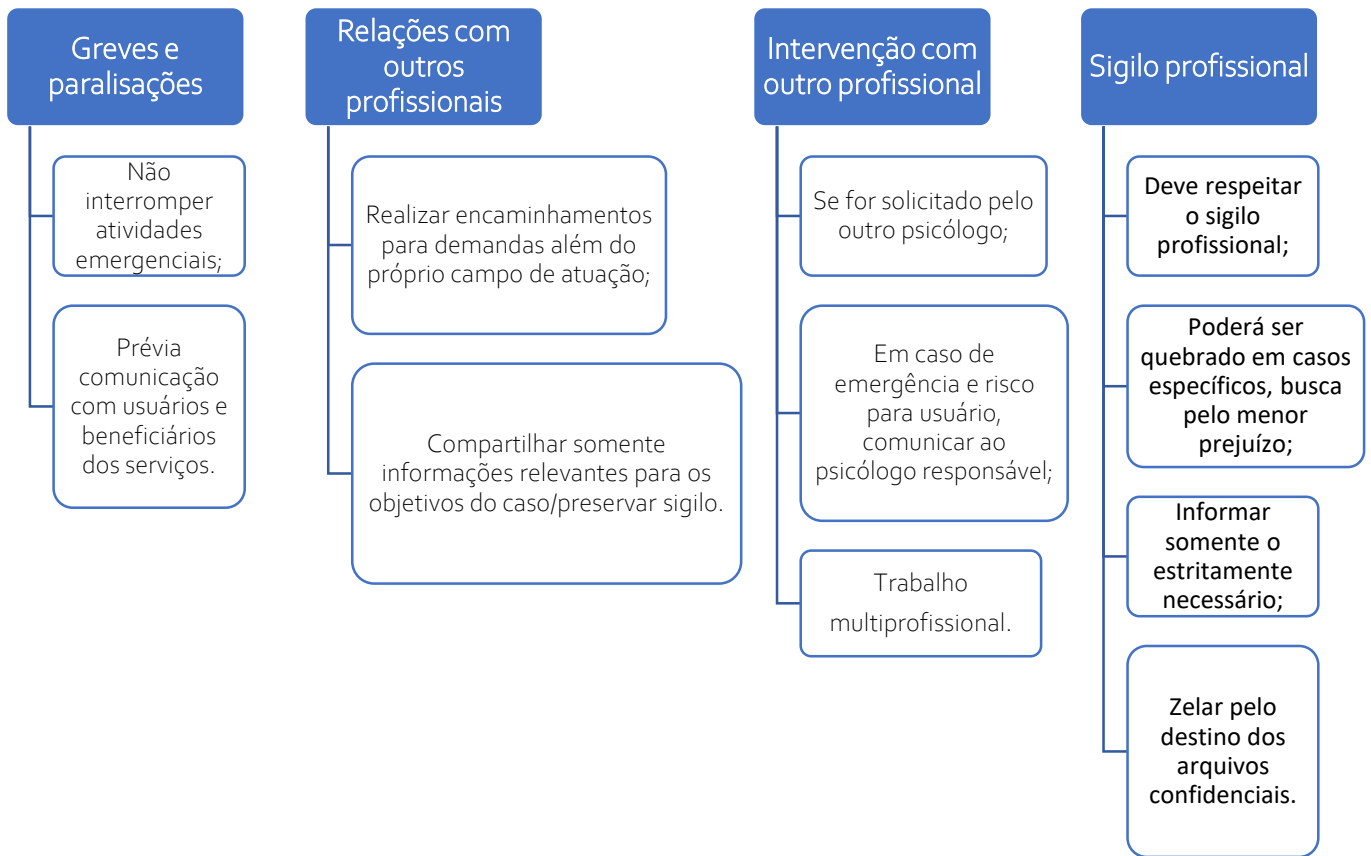 Greves e
paralisações
Não
interromper
atividades
emergenciais;
Prévia
comunicação
com usuários e
beneficiários
dos serviços.
Relações com
outros
profissionais
Realizar encaminhamentos
para demandas além do
próprio campo de atuação;
Compartilhar somente
informações relevantes para os
objetivos do caso/preservar sigilo.
Intervenção com
outro profissional
Se for solicitado pelo
outro psicólogo;
Em caso de
emergência e risco
para usuário,
comunicar ao
psicólogo responsável;
Trabalho
multiprofissional.
Sigilo profissional
Deve respeitar
o sigilo
profissional;
Poderá ser
quebrado em casos
específicos, busca
pelo menor
prejuízo;
Informar
somente o
estritamente
necessário;
Zelar pelo
destino dos
arquivos
confidenciais.